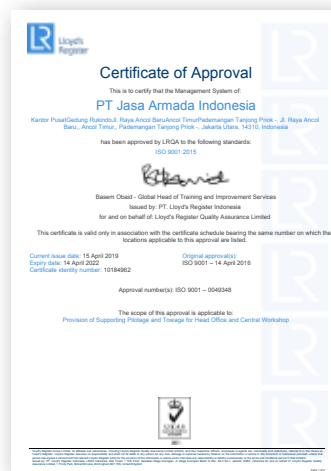 LR
Lloyd's
Register
Certificate of Approval
This is to certify that the Management System of:
PT Jasa Armada Indonesia
Kantor PusatGedung RukindoJl. Raya Ancol BaruAncol TimurPademangan Tanjong Priok -, Jl. Raya Ancol
Baru,, Ancol Timur,, Pademangan Tanjong Priok -, Jakarta Utara, 14310, Indonesia
has been approved by LRQA to the following standards:
ISO 9001:2015
Basem Obaid - Global Head of Training and Improvement Services
Issued by: PT. Lloyd's Register Indonesia
for and on behalf of: Lloyd's Register Quality Assurance Limited
This certificate is valid only in association with the certificate schedule bearing the same number on which the
locations applicable to this approval are listed.
Current issue date: 15 April 2019
Expiry date: 14 April 2022
Certificate identity number: 10184962
Original approval(s):
ISO 9001 – 14 April 2016
Approval number(s): ISO 9001 – 0049348
The scope of this approval is applicable to:
Provision of Supporting Pilotage and Towage for Head Office and Central Workshop
UKAS